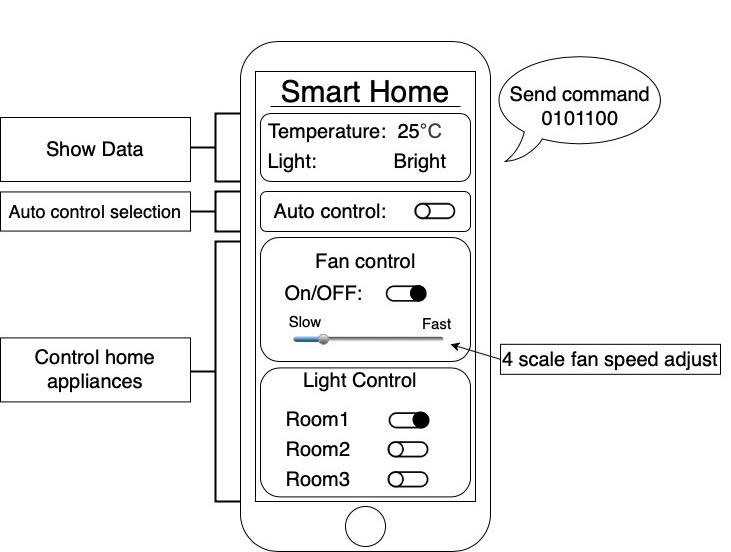 Smart Home
Send command
0101100
Show Data
Temperature: 25°C
Light: Bright
Auto control selection
Auto control:
Fan control
On/OFF:
Slow Fast
4 scale fan speed adjust
Control home
appliances
Light Control
Room1
Room2
Room3